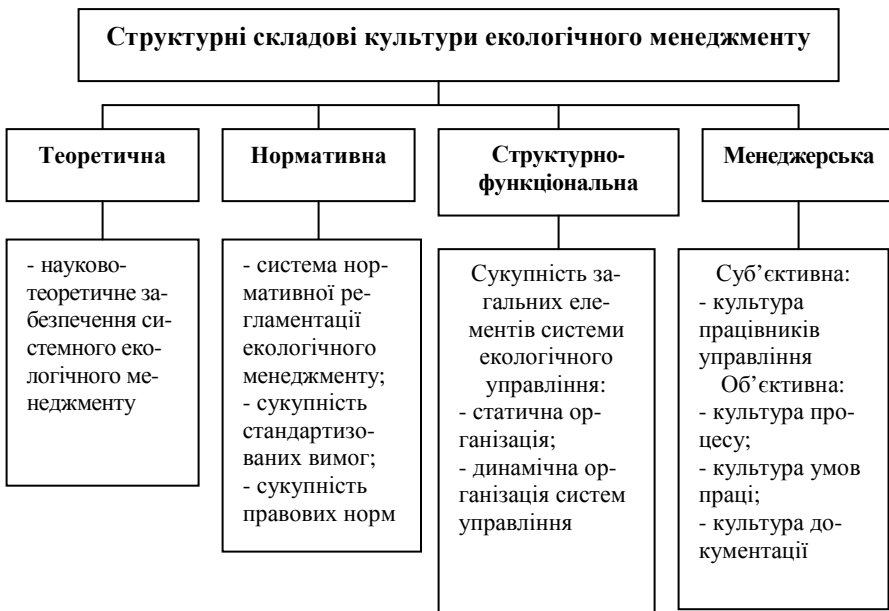 Структурні складові культури екологічного менеджменту
Теоретична
Нормативна
Структурно-
функціональна
Менеджерська
- науково-
теоретичне за-
безпечення си-
стемного еко-
логічного ме-
неджменту
- система нор-
мативної ре-
гламентації
екологічного
менеджменту;
- сукупність
стандартизо-
ваних вимог;
- сукупність
правових норм
Сукупність за-
гальних еле-
ментів системи
екологічного
управління:
- статична ор-
ганізація;
- динамічна ор-
ганізація систем
управління
Суб’єктивна:
- культура
працівників
управління
Об’єктивна:
- культура про-
цесу;
- культура умов
праці;
- культура до-
кументації